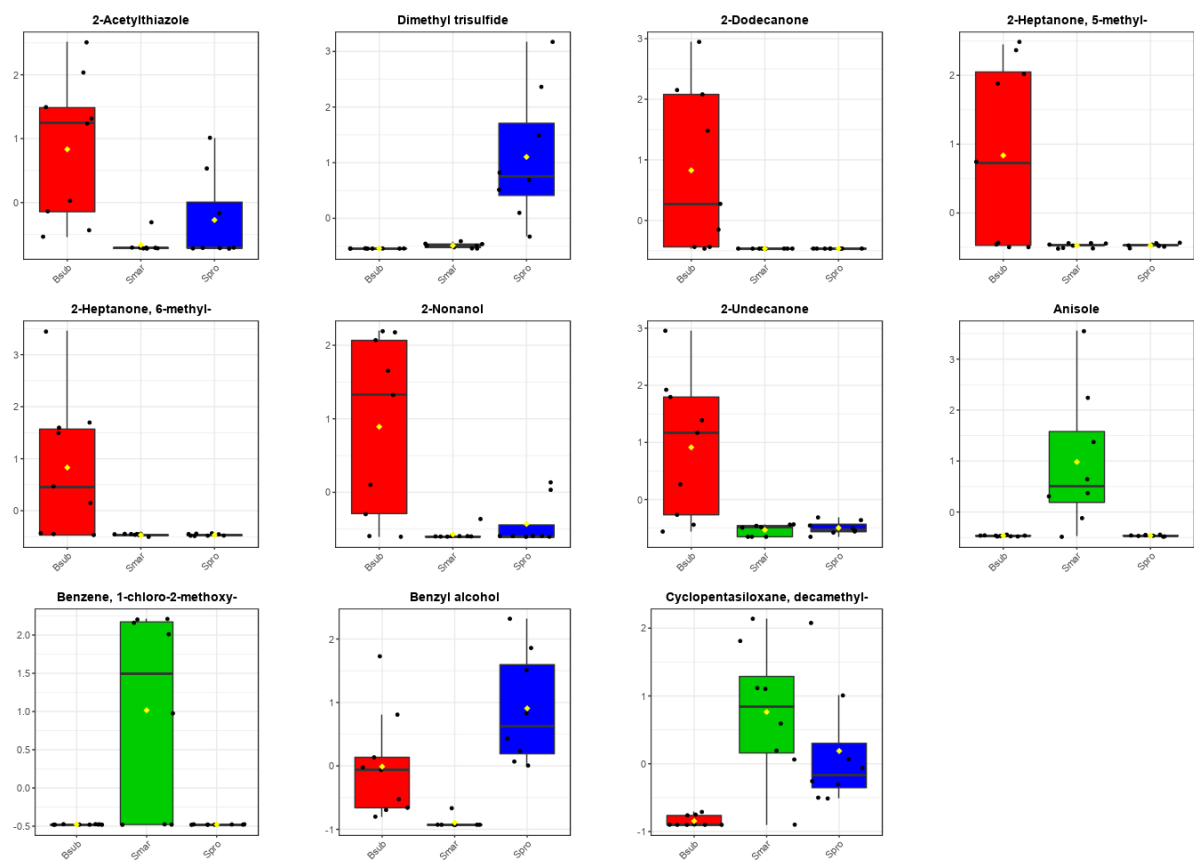 2-Acetylthiazole
2
1
0
Bsub
Smar
Spro
Dimethyl trisulfide
3
2
1
0
Bsub
Smar
Spro
2-Dodecanone
3
2
1
0
Bsub
Smar
Spro
2-Heptanone, 5-methyl-
2
1
0
Bsub
Smar
Spro
2-Heptanone, 6-methyl-
3
2
1
0
Bsub
Smar
Spro
2-Nonanol
2
1
0
Bsub
Smar
Spro
2-Undecanone
3
2
1
0
Bsub
Smar
Spro
Anisole
3
2
1
0
Bsub
Smar
Spro
Benzene, 1-chloro-2-methoxy-
2.0
1.5
1.0
0.5
0.0
-0.5
Bsub
Smar
Spro
Benzyl alcohol
2
1
0
-1
Bsub
Smar
Spro
Cyclopentasiloxane, decamethyl-
2
1
0
-1
Bsub
Smar
Spro